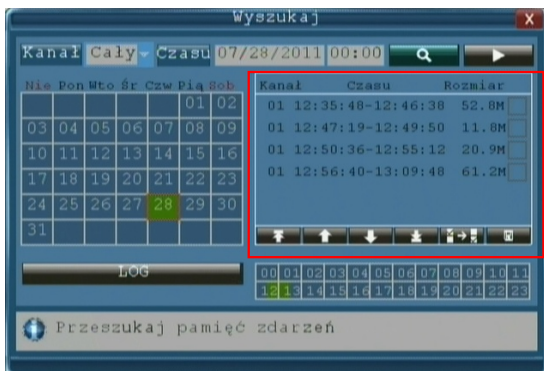 Wyszukaj X
Kanał Cały Czasu 07/28/2011 00:00
Nie Pon Wto Śr Czw Pią Sob
01 02
03 04 05 06 07 08 09
10 11 12 13 14 15 16
17 18 19 20 21 22 23
24 25 26 27 28 29 30
31
LOG
Kanał Czasu Rozmiar
01 12:35:48-12:46:38 52.8M
01 12:47:19-12:49:50 11.8M
01 12:50:36-12:55:12 20.9M
01 12:56:40-13:09:48 61.2M
00 01 02 03 04 05 06 07 08 09 10 11
12 13 14 15 16 17 18 19 20 21 22 23
Przeszukaj pamięć zdarzeń